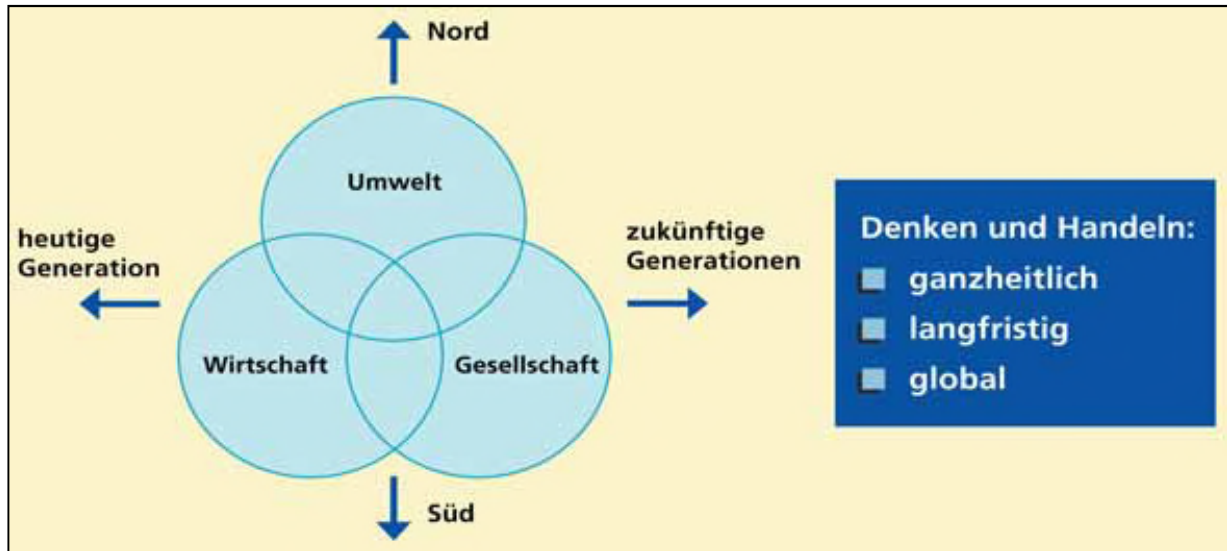 Nord
Umwelt
heutige
Generation
zukünftige
Generationen
Wirtschaft
Gesellschaft
Süd
Denken und Handeln:
ganzheitlich
langfristig
global